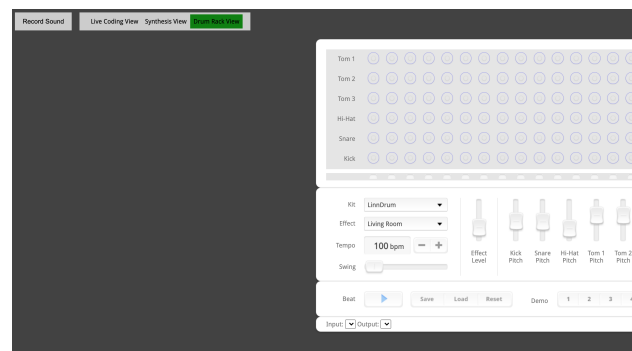 Record Sound Live Coding View Synthesis View Drum Rack View
Tom 1
Tom 2
Tom 3
Hi-Hat
Snare
Kick
Kit LinnDrum
Effect Living Room
Tempo 100 bpm − +
Swing
Effect Level
Kick Pitch
Snare Pitch
Hi-Hat Pitch
Tom 1 Pitch
Tom 2 Pitch
Beat Save Load Reset Demo 1 2 3 4
Input: Output: